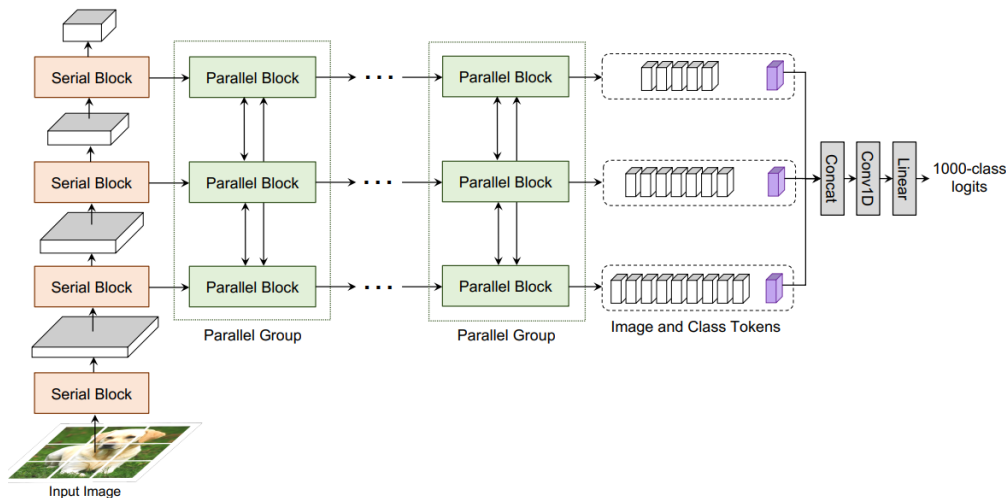 Serial Block
Parallel Block
. . .
Parallel Block
Serial Block
Parallel Block
. . .
Parallel Block
Concat
Conv1D
Linear
1000-class
logits
Serial Block
Parallel Block
. . .
Parallel Block
Parallel Group
Parallel Group
Image and Class Tokens
Serial Block
Input Image